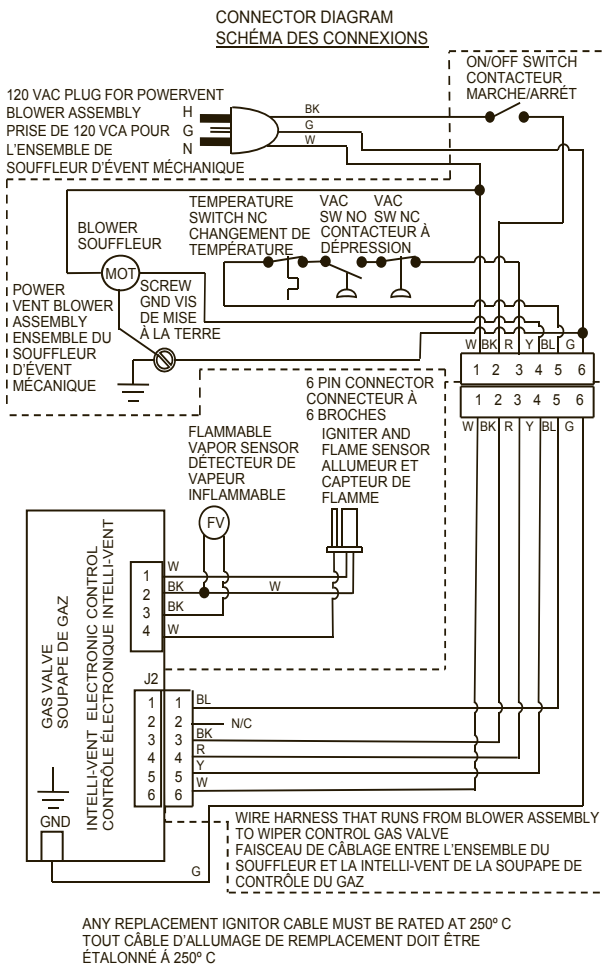 CONNECTOR DIAGRAM
SCHÉMA DES CONNEXIONS
ON/OFF SWITCH
CONTACTEUR
MARCHE/ARRÉT
120 VAC PLUG FOR POWERVENT
BLOWER ASSEMBLY H
PRISE DE 120 VCA POUR G
L'ENSEMBLE DE N
SOUFFLEUR D'ÉVENT MÉCHANIQUE
BK
G
W
TEMPERATURE
SWITCH NC
CHANGEMENT DE
TEMPÉRATURE
VAC VAC
SW NO SW NC
CONTACTEUR À
DÉPRESSION
BLOWER
SOUFFLEUR
MOT
SCREW
GND VIS
DE MISE
À LA TERRE
POWER
VENT BLOWER
ASSEMBLY
ENSEMBLE DU
SOUFFLEUR
D'ÉVENT
MÉCANIQUE
W BK R Y BL G
1 2 3 4 5 6
1 2 3 4 5 6
W BK R Y BL G
6 PIN CONNECTOR
CONNECTEUR À
6 BROCHES
FLAMMABLE
VAPOR SENSOR
DÉTECTEUR DE
VAPEUR
INFLAMMABLE
IGNITER AND
FLAME SENSOR
ALLUMEUR ET
CAPTEUR DE
FLAMME
FV
GAS VALVE
SOUPAPE DE GAZ
INTELLI-VENT ELECTRONIC CONTROL
CONTRÔLE ÉLECTRONIQUE INTELLI-VENT
1 W
2 BK W
3 BK
4 W
J2
1 1 BL
2 2 N/C
3 3 BK
4 4 R
5 5 Y
6 6 W
GND
G
WIRE HARNESS THAT RUNS FROM BLOWER ASSEMBLY
TO WIPER CONTROL GAS VALVE
FAISCEAU DE CÂBLAGE ENTRE L'ENSEMBLE DU
SOUFFLEUR ET LA INTELLI-VENT DE LA SOUPAPE DE
CONTRÔLE DU GAZ
ANY REPLACEMENT IGNITOR CABLE MUST BE RATED AT 250º C
TOUT CÂBLE D'ALLUMAGE DE REMPLACEMENT DOIT ÊTRE
ÉTALONNÉ Á 250º C